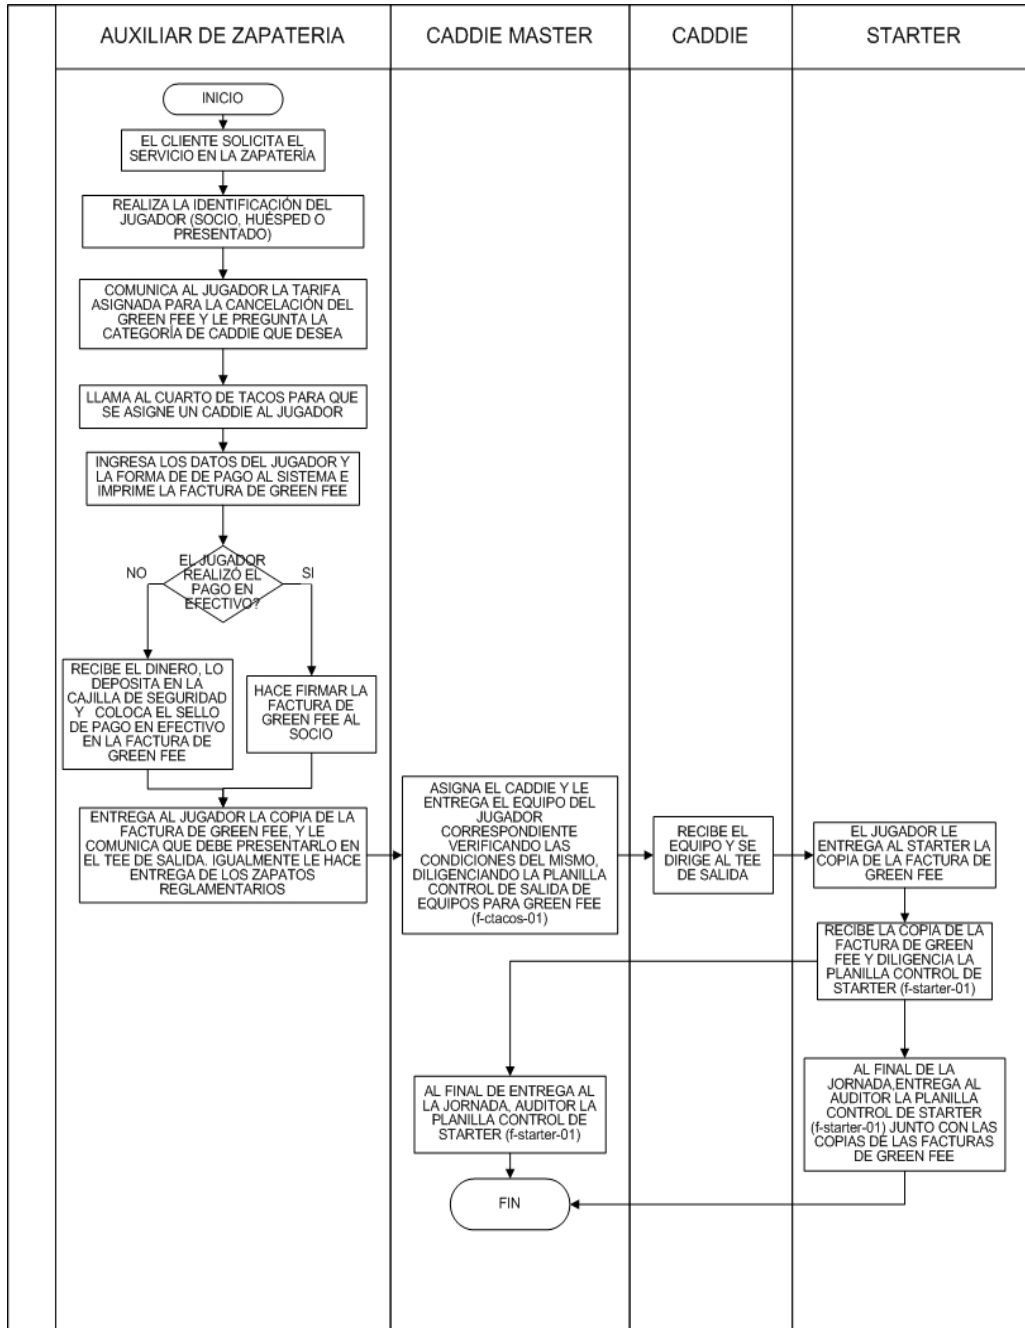 AUXILIAR DE ZAPATERIA
CADDIE MASTER
CADDIE
STARTER
INICIO
EL CLIENTE SOLICITA EL
SERVICIO EN LA ZAPATERÍA
REALIZA LA IDENTIFICACIÓN DEL
JUGADOR (SOCIO, HUÉSPED O
PRESENTADO)
COMUNICA AL JUGADOR LA TARIFA
ASIGNADA PARA LA CANCELACIÓN DEL
GREEN FEE Y LE PREGUNTA LA
CATEGORÍA DE CADDIE QUE DESEA
LLAMA AL CUARTO DE TACOS PARA QUE
SE ASIGNE UN CADDIE AL JUGADOR
INGRESA LOS DATOS DEL JUGADOR Y
LA FORMA DE DE PAGO AL SISTEMA E
IMPRIME LA FACTURA DE GREEN FEE
EL JUGADOR
REALIZÓ EL
PAGO EN
EFECTIVO?
NO
SI
RECIBE EL DINERO, LO
DEPOSITA EN LA
CAJILLA DE SEGURIDAD
Y COLOCA EL SELLO
DE PAGO EN EFECTIVO
EN LA FACTURA DE
GREEN FEE
HACE FIRMAR LA
FACTURA DE
GREEN FEE AL
SOCIO
ENTREGA AL JUGADOR LA COPIA DE LA
FACTURA DE GREEN FEE, Y LE
COMUNICA QUE DEBE PRESENTARLO EN
EL TEE DE SALIDA. IGUALMENTE LE HACE
ENTREGA DE LOS ZAPATOS
REGLAMENTARIOS
ASIGNA EL CADDIE Y LE
ENTREGA EL EQUIPO DEL
JUGADOR
CORRESPONDIENTE
VERIFICANDO LAS
CONDICIONES DEL MISMO,
DILIGENCIANDO LA PLANILLA
CONTROL DE SALIDA DE
EQUIPOS PARA GREEN FEE
(f-ctacos-01)
RECIBE EL
EQUIPO Y SE
DIRIGE AL TEE
DE SALIDA
EL JUGADOR LE
ENTREGA AL STARTER
LA COPIA DE LA
FACTURA DE
GREEN FEE
RECIBE LA COPIA DE LA
FACTURA DE GREEN
FEE Y DILIGENCIA LA
PLANILLA CONTROL DE
STARTER (f-starter-01)
AL FINAL DE ENTREGA AL
LA JORNADA, AUDITOR LA
PLANILLA CONTROL DE
STARTER (f-starter-01)
AL FINAL DE LA
JORNADA,ENTREGA AL
AUDITOR LA PLANILLA
CONTROL DE STARTER
(f-starter-01) JUNTO CON LAS
COPIAS DE LAS FACTURAS
DE GREEN FEE
FIN